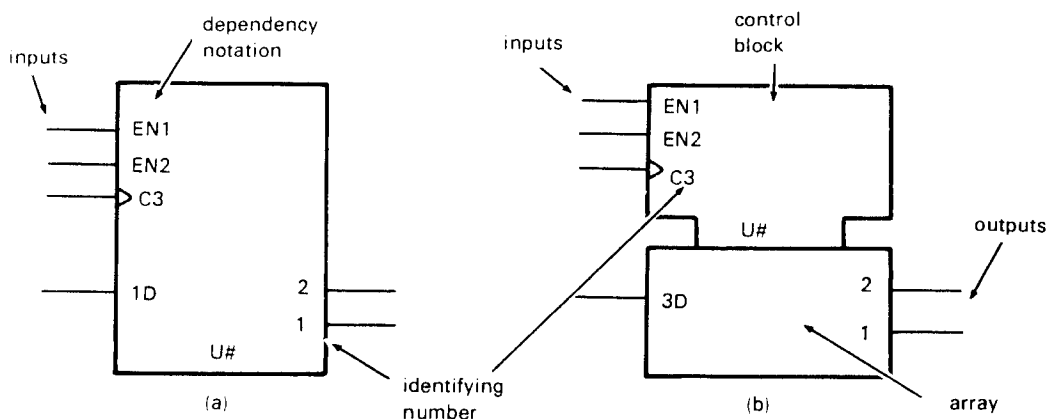 inputs
dependency
notation
EN1
EN2
C3
1D
2
1
U#
(a)
identifying
number
inputs
control
block
EN1
EN2
C3
U#
3D
2
1
outputs
array
(b)